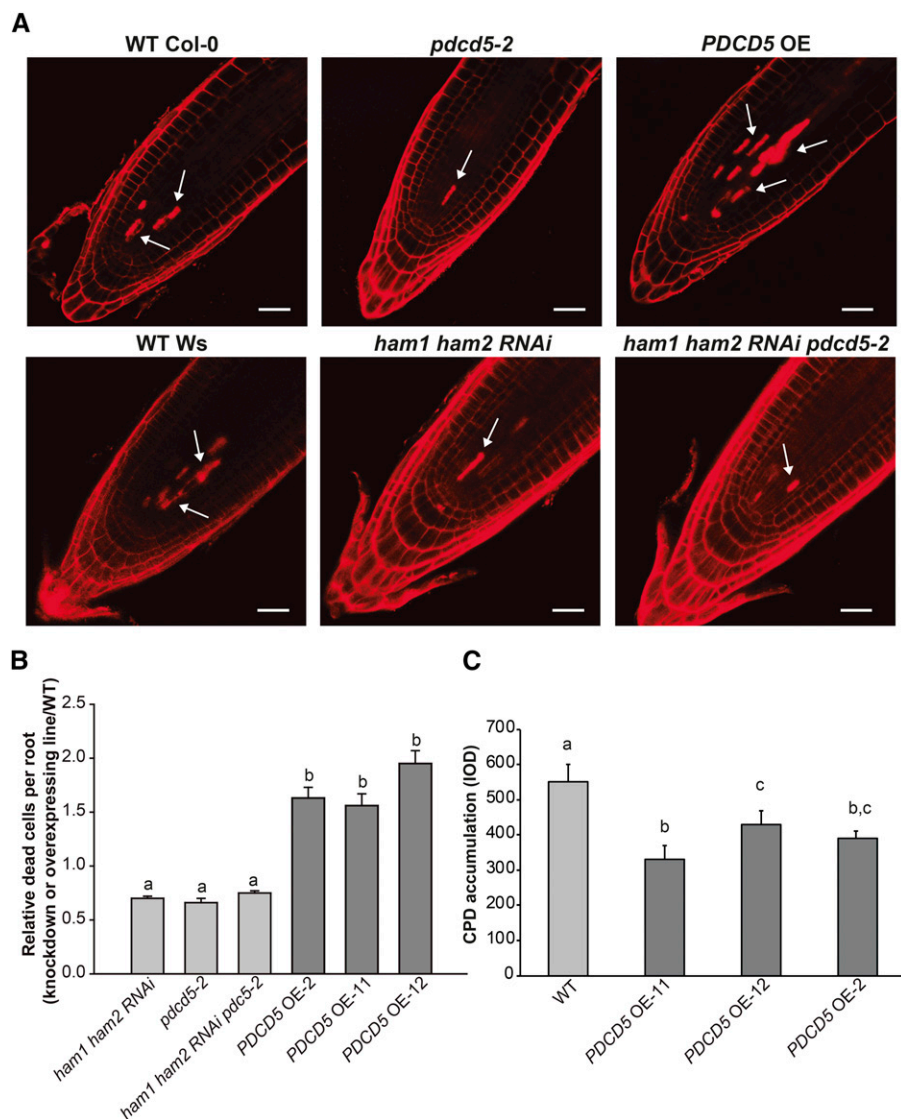 A
WT Col-0
pdcd5-2
PDCD5 OE
WT Ws
ham1 ham2 RNAi
ham1 ham2 RNAi pdcd5-2
B
Relative dead cells per root
(knockdown or overexpressing line/WT)
2.5
2.0
1.5
1.0
0.5
0.0
a
a
a
b
b
b
ham1 ham2 RNAi
pdcd5-2
ham1 ham2 RNAi pdc5-2
PDCD5 OE-2
PDCD5 OE-11
PDCD5 OE-12
C
CPD accumulation (IOD)
700
600
500
400
300
200
100
0
a
b
c
b,c
WT
PDCD5 OE-11
PDCD5 OE-12
PDCD5 OE-2